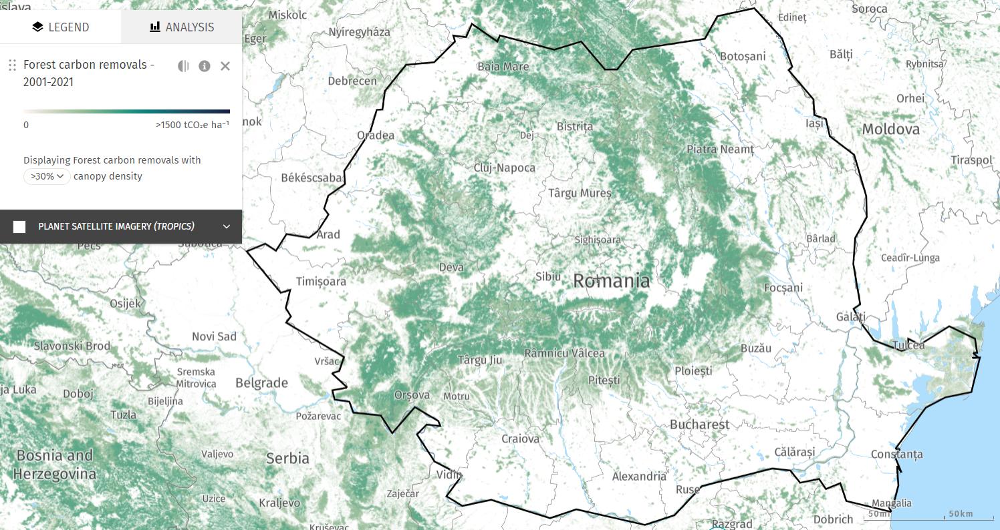 LEGEND
ANALYSIS
Forest carbon removals -
2001-2021
0
>1500 tCO₂e ha⁻¹
Displaying Forest carbon removals with
>30% canopy density
PLANET SATELLITE IMAGERY (TROPICS)
Miskolc
Edineț
Soroca
Nyíregyháza
Eger
Botoșani
Bălți
Baia Mare
Rybnitsa
Debrecen
Orhei
Iași
Bistrița
Moldova
Oradea
Dej
Piatra Neamț
Tiraspol
Cluj-Napoca
Békéscsaba
Târgu Mureș
Arad
Sighișoara
Bârlad
Pécs
Subotica
Ceadîr-Lunga
Deva
Sibiu
Romania
Timișoara
Focșani
Osijek
Galați
Novi Sad
Slavonski Brod
Tulcea
Buzău
Râmnicu Vâlcea
Vršac
Târgu Jiu
Ploiești
Sremska
Mitrovica
Belgrade
Pitești
ja Luka
Doboj
Orșova
Motru
Bijeljina
Tuzla
Požarevac
Bucharest
Craiova
Valjevo
Călărași
Constanța
Bosnia and
Herzegovina
Serbia
Vidin
Alexandria
Ruse
Zaječar
Uzice
Kraljevo
Mangalia
50mi
50km
Dobrich
Razgrad
Kruševac